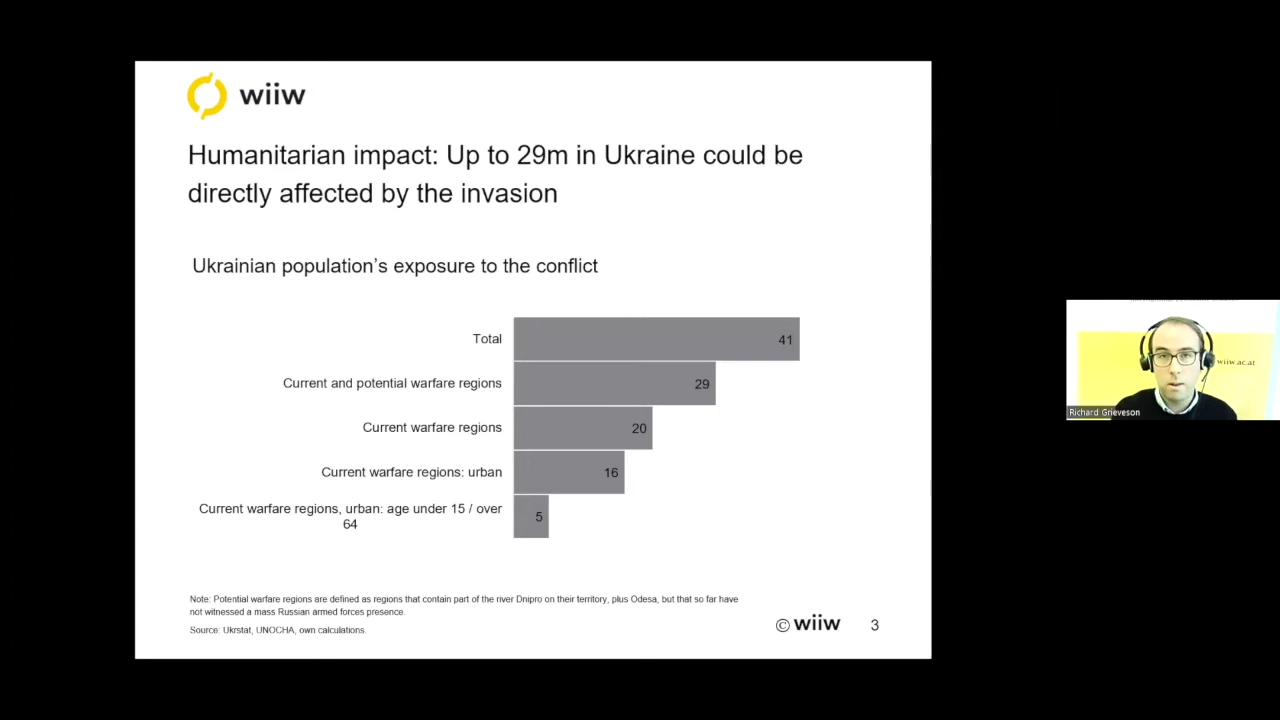 wiiw
Humanitarian impact: Up to 29m in Ukraine could be
directly affected by the invasion
Ukrainian population's exposure to the conflict
Total
41
Current and potential warfare regions
29
Current warfare regions
20
Current warfare regions: urban
16
Current warfare regions, urban: age under 15 / over
64
5
Note: Potential warfare regions are defined as regions that contain part of the river Dnipro on their territory, plus Odesa, but that so far have
not witnessed a mass Russian armed forces presence.
Source: Ukrstat, UNOCHA, own calculations.
© wiiw
3
wiiw.ac.at
Richard Grieveson